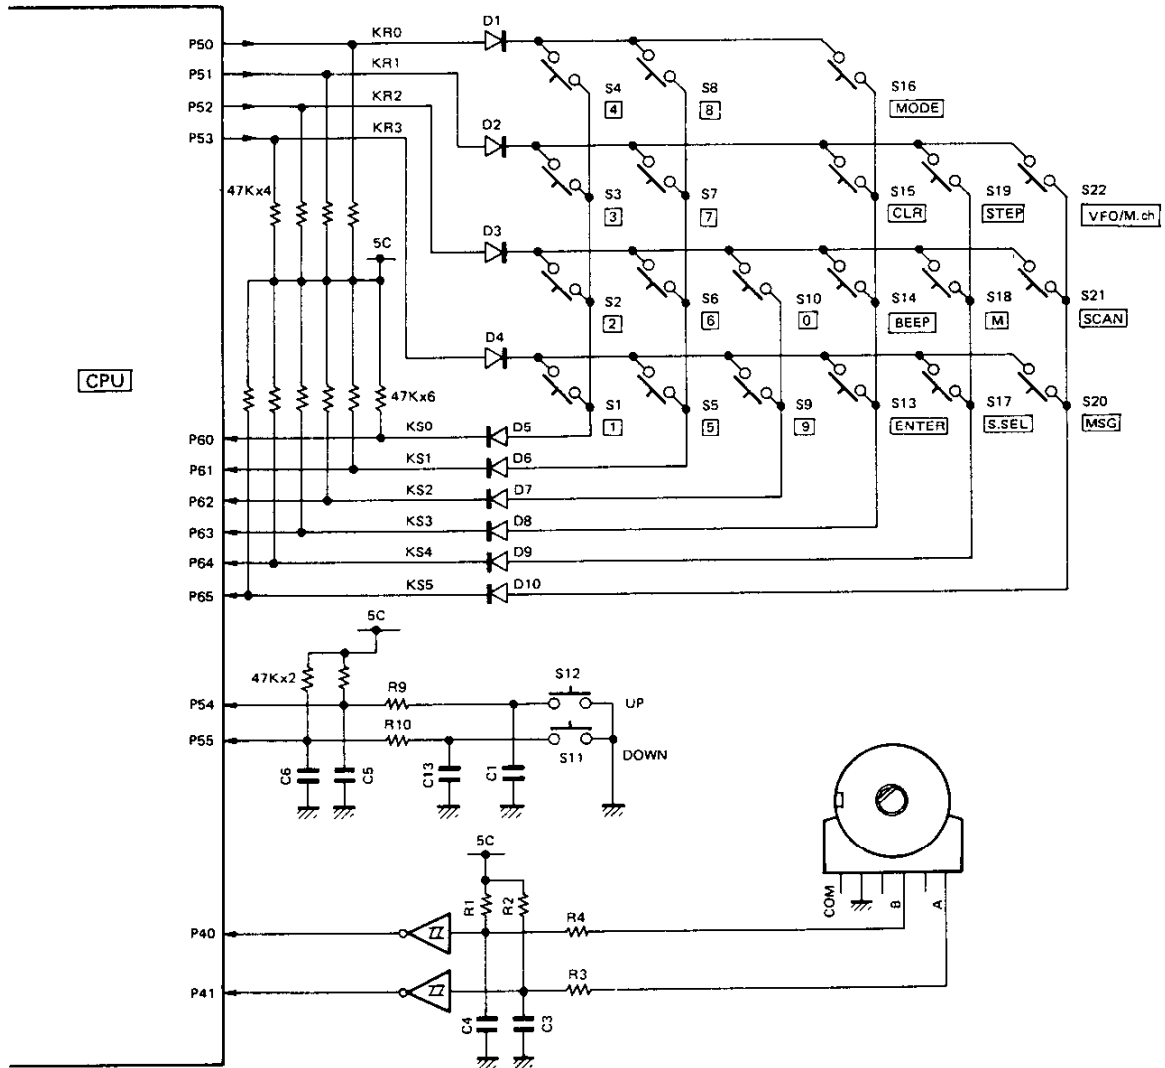 P50 KR0 D1
P51 KR1 S4 S8 S16
4 8 MODE
P52 KR2
P53 KR3 D2
47Kx4 S3 S7 S15 S19 S22
3 7 CLR STEP VFO/M.ch
5C D3
S2 S6 S10 S14 S18 S21
2 6 0 BEEP M SCAN
D4
CPU
47Kx6 S1 S5 S9 S13 S17 S20
1 5 9 ENTER S.SEL MSG
P60 KS0 D5
P61 KS1 D6
P62 KS2 D7
P63 KS3 D8
P64 KS4 D9
P65 KS5 D10
5C
47Kx2 R9 S12
P54 UP
P55 R10 S11 DOWN
C6 C5 C13 C1
5C
R1 R2 COM B A
P40 R4
P41 R3
C4 C3